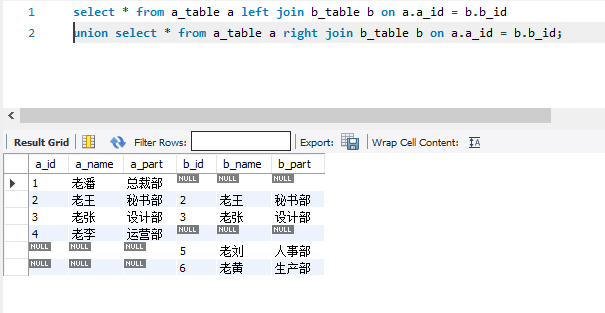 1 select * from a_table a left join b_table b on a.a_id = b.b_id
2 union select * from a_table a right join b_table b on a.a_id = b.b_id;
Result Grid Filter Rows: Export: Wrap Cell Content: IA
a_id a_name a_part b_id b_name b_part
1 老潘 总裁部 NULL NULL NULL
2 老王 秘书部 2 老王 秘书部
3 老张 设计部 3 老张 设计部
4 老李 运营部 NULL NULL NULL
NULL NULL NULL 5 老刘 人事部
NULL NULL NULL 6 老黄 生产部